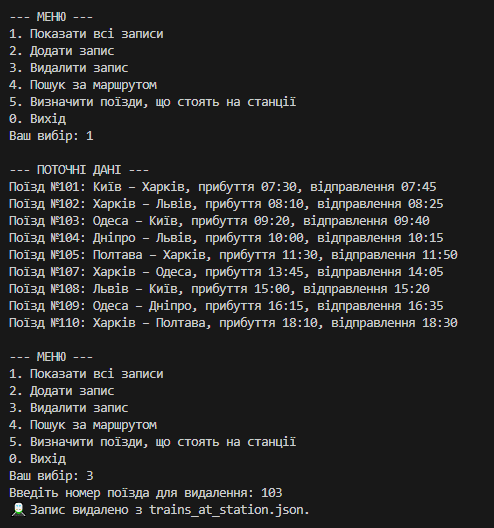 --- МЕНЮ ---
1. Показати всі записи
2. Додати запис
3. Видалити запис
4. Пошук за маршрутом
5. Визначити поїзди, що стоять на станції
0. Вихід
Ваш вибір: 1
--- ПОТОЧНІ ДАНІ ---
Поїзд №101: Київ – Харків, прибуття 07:30, відправлення 07:45
Поїзд №102: Харків – Львів, прибуття 08:10, відправлення 08:25
Поїзд №103: Одеса – Київ, прибуття 09:20, відправлення 09:40
Поїзд №104: Дніпро – Львів, прибуття 10:00, відправлення 10:15
Поїзд №105: Полтава – Харків, прибуття 11:30, відправлення 11:50
Поїзд №107: Харків – Одеса, прибуття 13:45, відправлення 14:05
Поїзд №108: Львів – Київ, прибуття 15:00, відправлення 15:20
Поїзд №109: Одеса – Дніпро, прибуття 16:15, відправлення 16:35
Поїзд №110: Харків – Полтава, прибуття 18:10, відправлення 18:30
--- МЕНЮ ---
1. Показати всі записи
2. Додати запис
3. Видалити запис
4. Пошук за маршрутом
5. Визначити поїзди, що стоять на станції
0. Вихід
Ваш вибір: 3
Введіть номер поїзда для видалення: 103
Запис видалено з trains_at_station.json.